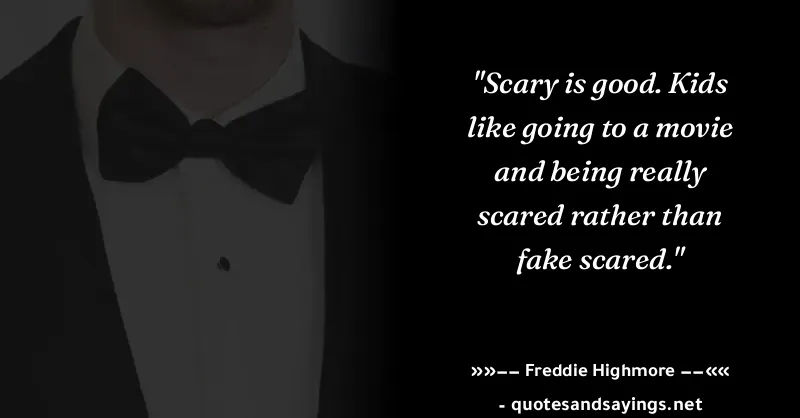 "Scary is good. Kids
like going to a movie
and being really
scared rather than
fake scared."
»»–– Freddie Highmore ––««
- quotesandsayings.net